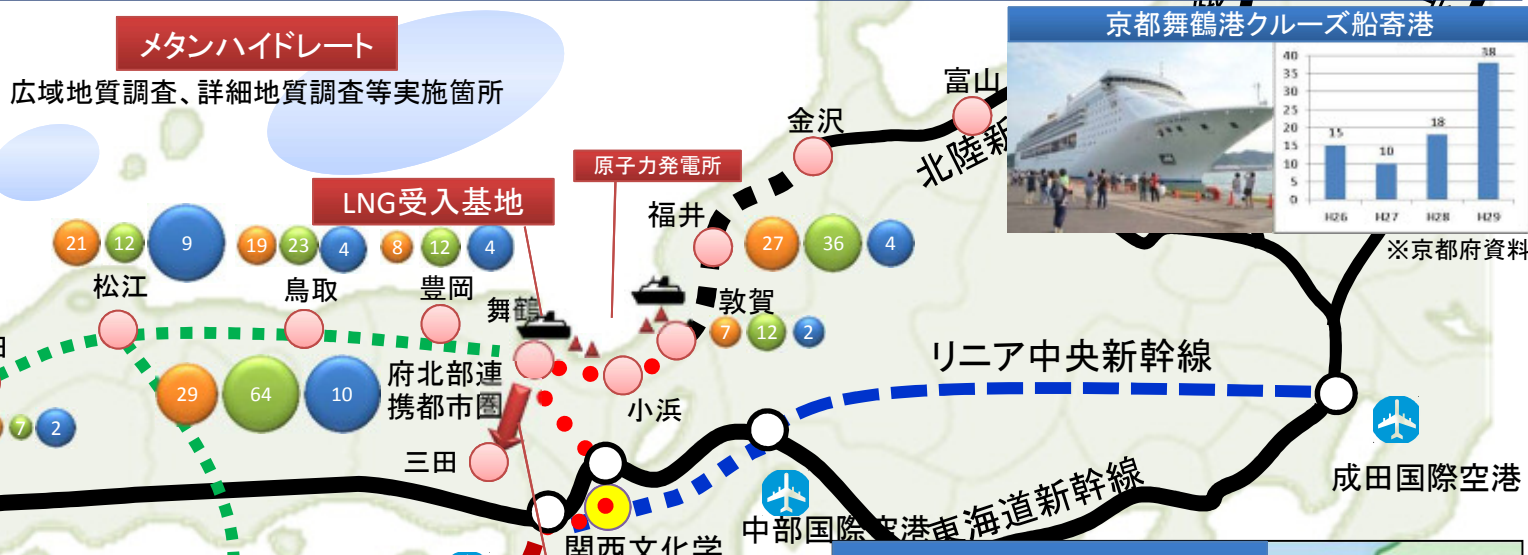 メタンハイドレート
広域地質調査、詳細地質調査等実施箇所
京都舞鶴港クルーズ船寄港
40
35
30
25
20
15
10
5
0
15
10
18
38
H26
H27
H28
H29
※京都府資料
富山
金沢
北陸新
原子力発電所
LNG受入基地
福井
27
36
4
21
12
9
19
23
4
8
12
4
松江
鳥取
豊岡
舞鶴
敦賀
7
12
2
リニア中央新幹線
29
64
10
府北部連
携都市圏
小浜
7
2
三田
成田国際空港
中部国際空港
東海道新幹線
関西文化学